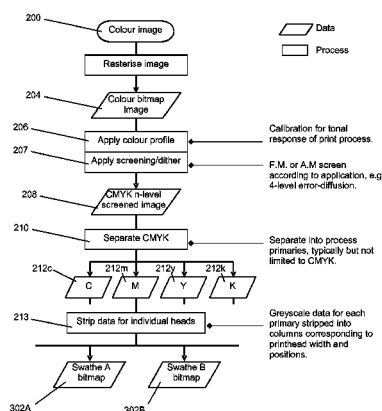 200
Colour image
Data
Rasterise image
Process
204
Colour bitmap
Image
206
Apply colour profile
Calibration for tonal
response of print process.
207
Apply screening/dither
F.M. or A.M screen
according to application, e.g
4-level error-diffusion.
208
CMYK n-level
screened image
210
Separate CMYK
Separate into process
primaries, typically but not
limited to CMYK.
212c
212m
212y
212k
C
M
Y
K
213
Strip data for individual heads
Greyscale data for each
primary stripped into
columns corresponding to
printhead width and
positions.
Swathe A
bitmap
Swathe B
bitmap
302A
302B